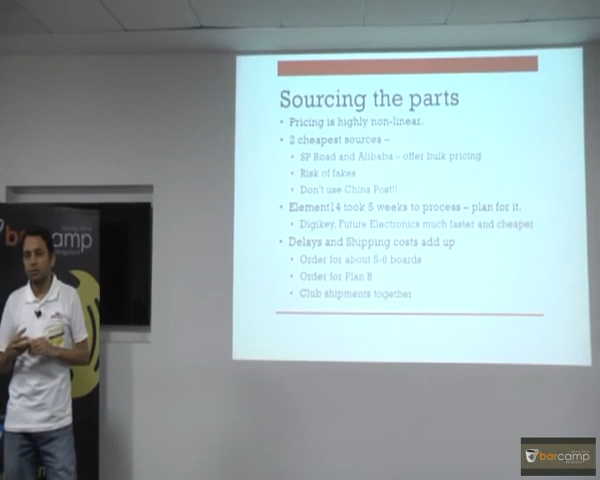 Sourcing the parts
• Pricing is highly non-linear.
• 2 cheapest sources –
• SP Road and Alibaba – offer bulk pricing
• Risk of fakes
• Don't use China Post!!
• Element14 took 5 weeks to process – plan for it.
• Digikey, Future Electronics much faster and cheaper
• Delays and Shipping costs add up
• Order for about 5-6 boards
• Order for Plan B
• Club shipments together
barcamp
barcamp